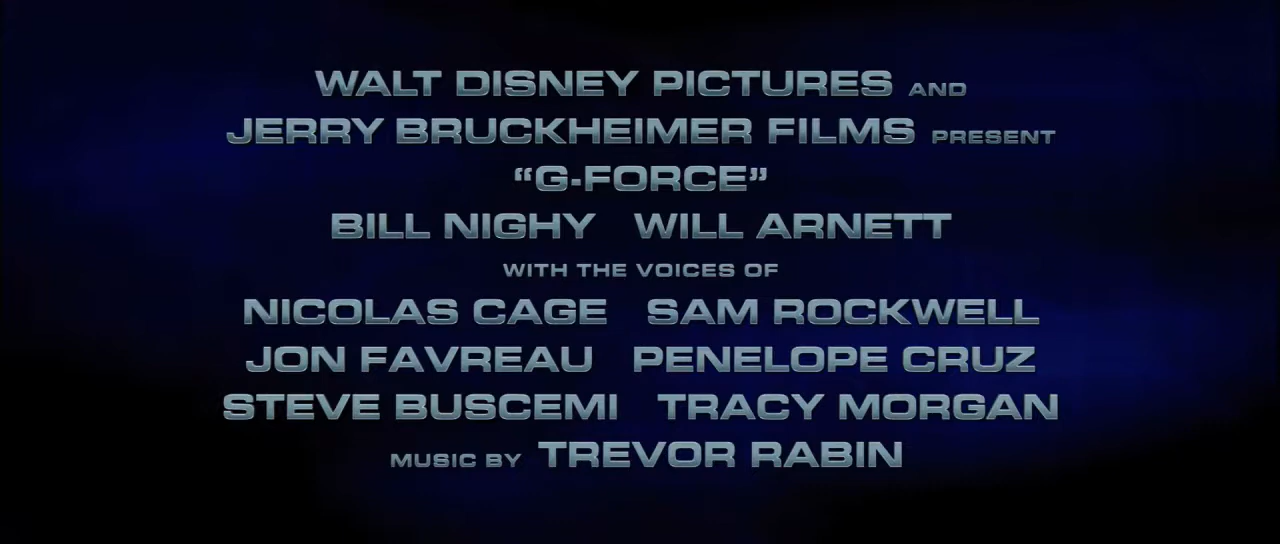 WALT DISNEY PICTURES AND
JERRY BRUCKHEIMER FILMS PRESENT
“G-FORCE”
BILL NIGHY WILL ARNETT
WITH THE VOICES OF
NICOLAS CAGE SAM ROCKWELL
JON FAVREAU PENELOPE CRUZ
STEVE BUSCEMI TRACY MORGAN
MUSIC BY TREVOR RABIN